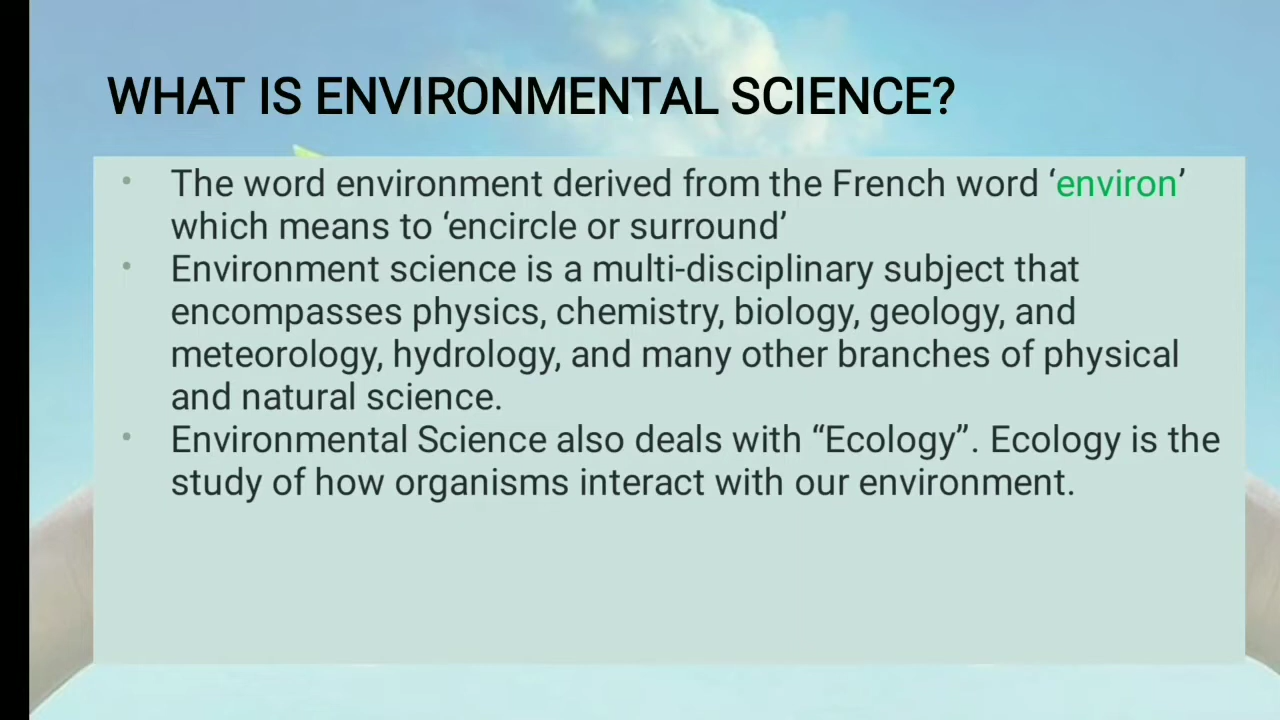 WHAT IS ENVIRONMENTAL SCIENCE?
• The word environment derived from the French word ‘environ’
which means to ‘encircle or surround’
• Environment science is a multi-disciplinary subject that
encompasses physics, chemistry, biology, geology, and
meteorology, hydrology, and many other branches of physical
and natural science.
• Environmental Science also deals with “Ecology”. Ecology is the
study of how organisms interact with our environment.